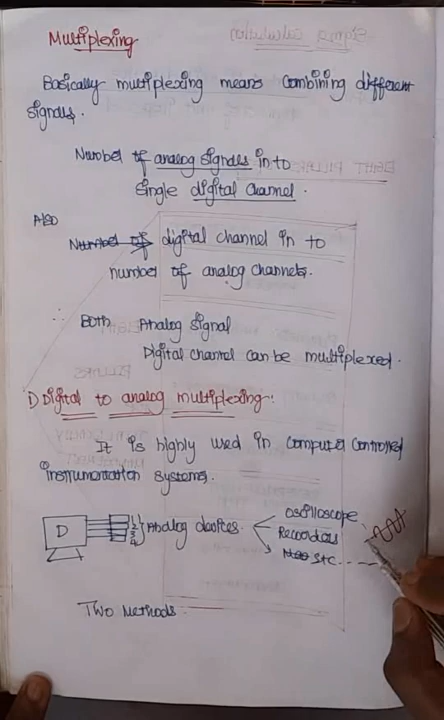 Multiplexing
Basically multiplexing means combining different
signals.
Number of analog signals in to
single digital channel.
Also
Number of digital channel in to
number of analog channels.
∴ Both Analog signal
Digital channel can be multiplexed.
1) Digital to analog multiplexing:
It is highly used in computer controlled
instrumentation systems.
D 1 2 3 4 } Analog devices. Oscilloscope
Recorders
etc.
Two Methods